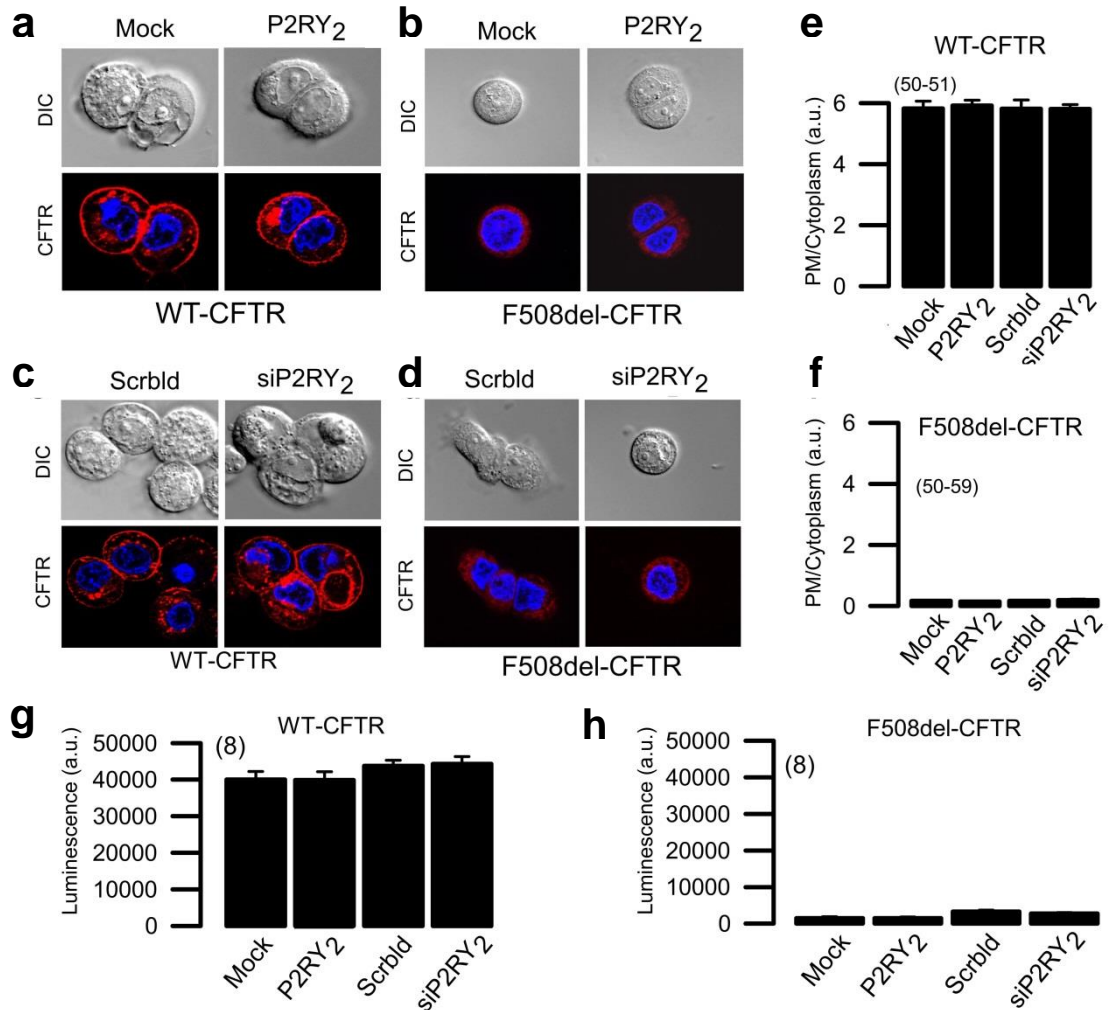 a
Mock
P2RY2
DIC
CFTR
WT-CFTR
b
Mock
P2RY2
DIC
CFTR
F508del-CFTR
c
Scrbld
siP2RY2
DIC
CFTR
WT-CFTR
d
Scrbld
siP2RY2
DIC
CFTR
F508del-CFTR
e
WT-CFTR
(50-51)
PM/Cytoplasm (a.u.)
6
4
2
0
Mock
P2RY2
Scrbld
siP2RY2
f
F508del-CFTR
(50-59)
PM/Cytoplasm (a.u.)
6
4
2
0
Mock
P2RY2
Scrbld
siP2RY2
g
WT-CFTR
(8)
Luminescence (a.u.)
50000
40000
30000
20000
10000
0
Mock
P2RY2
Scrbld
siP2RY2
h
F508del-CFTR
(8)
Luminescence (a.u.)
50000
40000
30000
20000
10000
0
Mock
P2RY2
Scrbld
siP2RY2